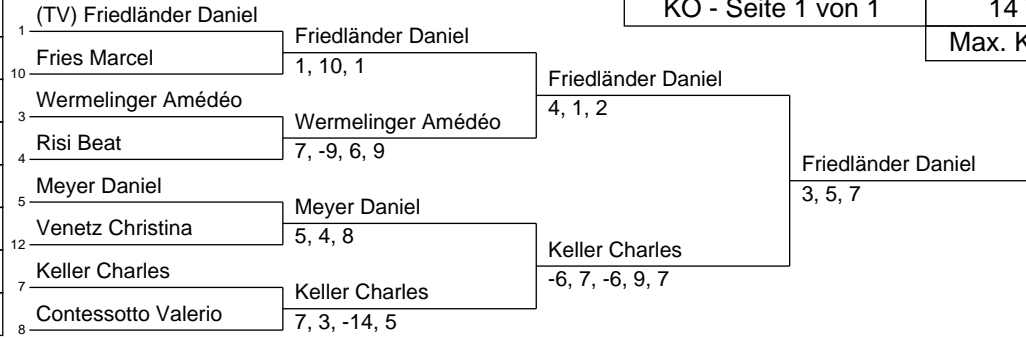 KO - Seite 1 von 1
14
Max. K
(TV) Friedländer Daniel
1
Fries Marcel
10
Wermelinger Amédéo
3
Risi Beat
4
Meyer Daniel
5
Venetz Christina
12
Keller Charles
7
Contessotto Valerio
8
Friedländer Daniel
1, 10, 1
Wermelinger Amédéo
7, -9, 6, 9
Meyer Daniel
5, 4, 8
Keller Charles
7, 3, -14, 5
Friedländer Daniel
4, 1, 2
Keller Charles
-6, 7, -6, 9, 7
Friedländer Daniel
3, 5, 7